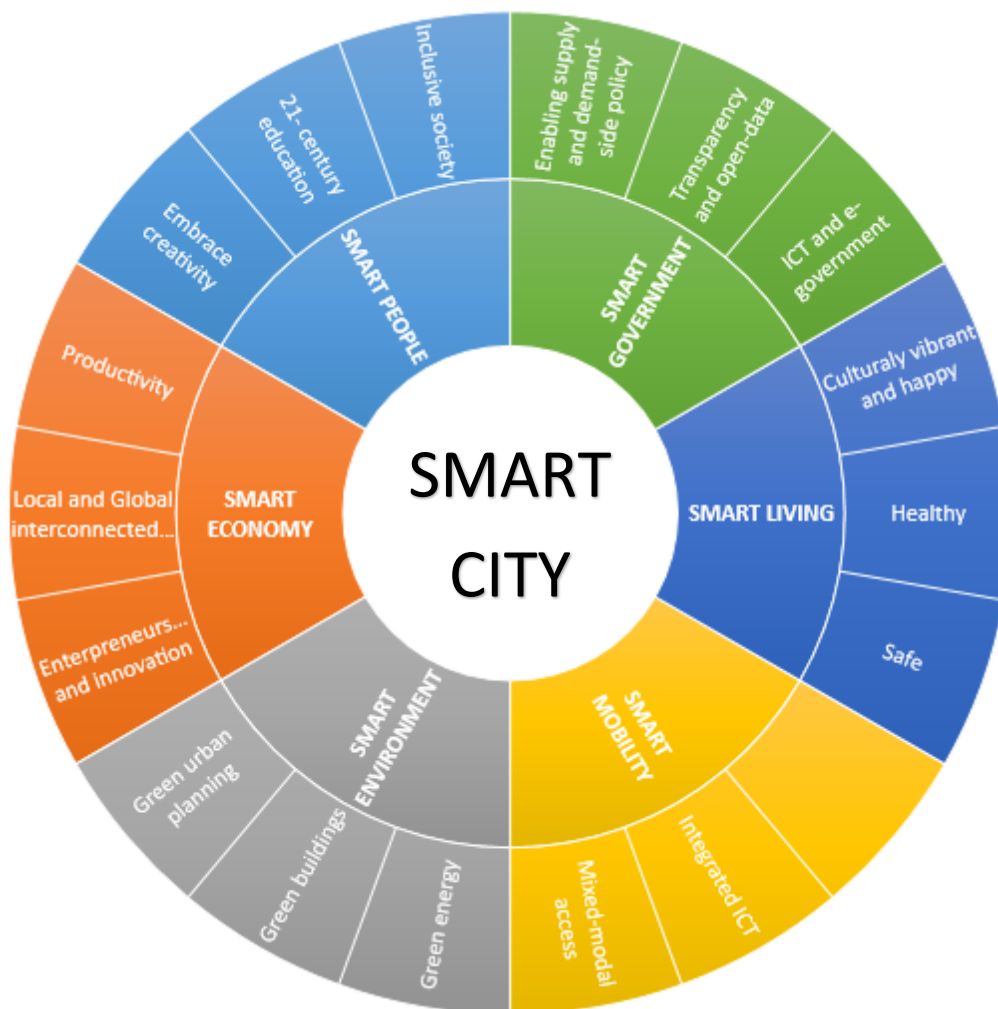 SMART
CITY
SMART GOVERNMENT
Enabling supply
and demand-
side policy
Transparency
and open-data
ICT and e-
government
SMART LIVING
Culturaly vibrant
and happy
Healthy
Safe
SMART
MOBILITY
Integrated ICT
Mixed-modal
access
SMART
ENVIRONMENT
Green energy
Green buildings
Green urban
planning
SMART
ECONOMY
Enterpreneurs...
and innovation
Local and Global
interconnected...
Productivity
SMART PEOPLE
Embrace
creativity
21- century
education
Inclusive society